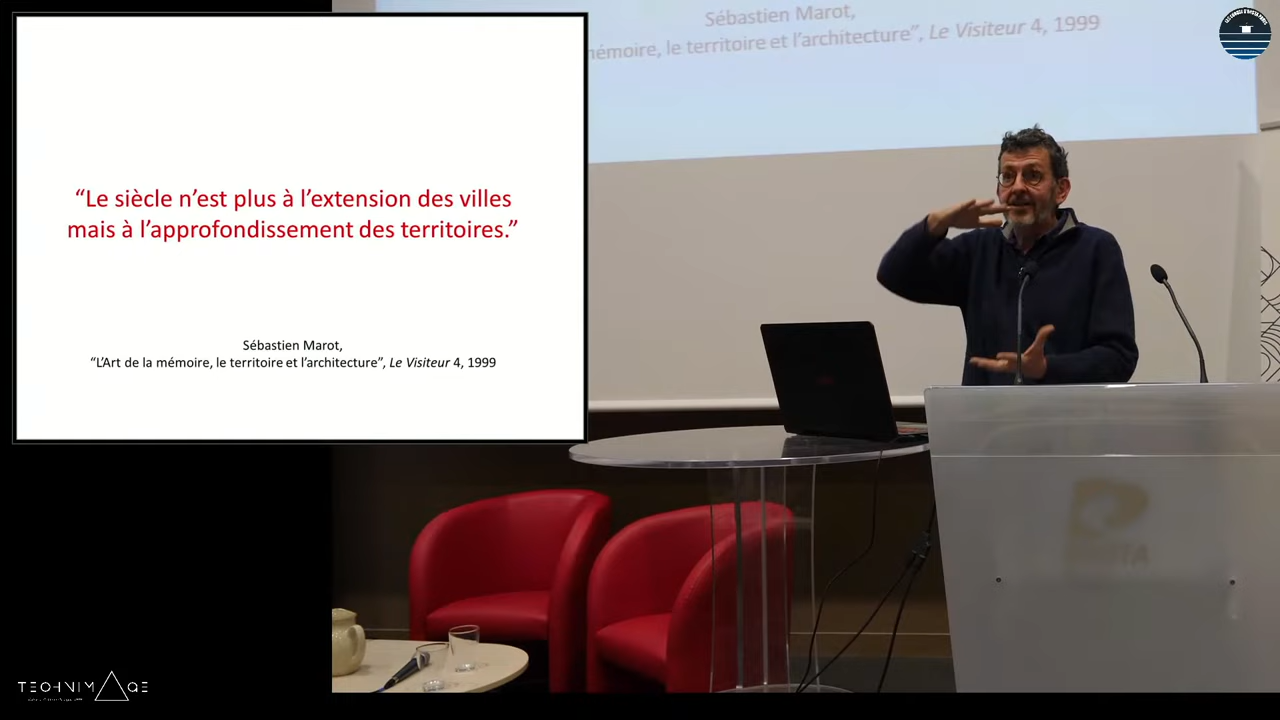 “Le siècle n’est plus à l’extension des villes
mais à l’approfondissement des territoires.”
Sébastien Marot,
“L’Art de la mémoire, le territoire et l’architecture”, Le Visiteur 4, 1999
Sébastien Marot,
mémoire, le territoire et l’architecture”, Le Visiteur 4, 1999
TECHNIMAGE